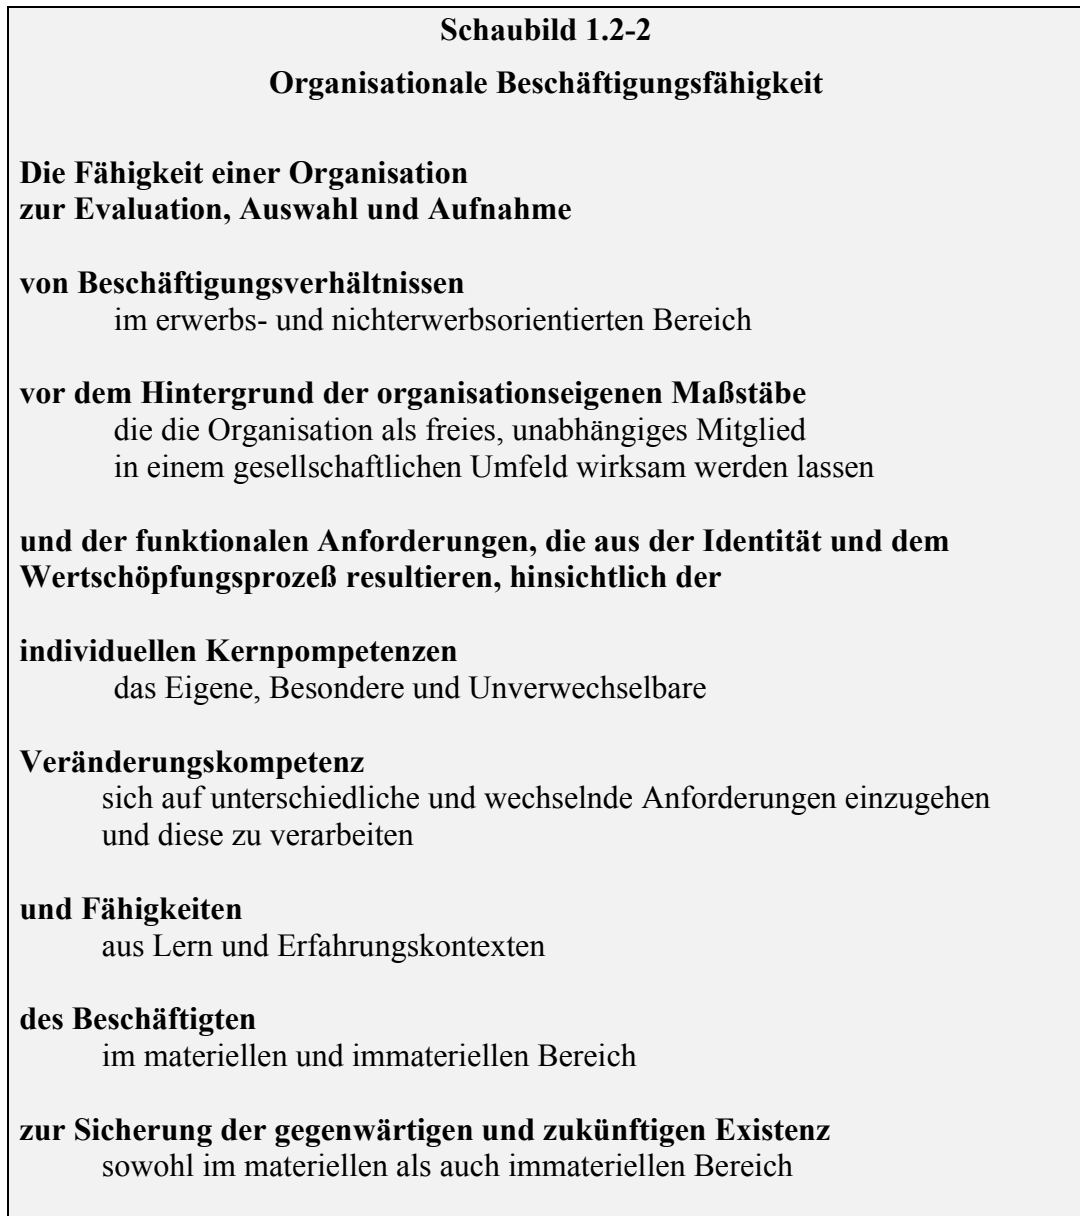 Schaubild 1.2-2
Organisationale Beschäftigungsfähigkeit
Die Fähigkeit einer Organisation
zur Evaluation, Auswahl und Aufnahme
von Beschäftigungsverhältnissen
im erwerbs- und nichterwerbsorientierten Bereich
vor dem Hintergrund der organisationseigenen Maßstäbe
die die Organisation als freies, unabhängiges Mitglied
in einem gesellschaftlichen Umfeld wirksam werden lassen
und der funktionalen Anforderungen, die aus der Identität und dem
Wertschöpfungsprozeß resultieren, hinsichtlich der
individuellen Kernpompetenzen
das Eigene, Besondere und Unverwechselbare
Veränderungskompetenz
sich auf unterschiedliche und wechselnde Anforderungen einzugehen
und diese zu verarbeiten
und Fähigkeiten
aus Lern und Erfahrungskontexten
des Beschäftigten
im materiellen und immateriellen Bereich
zur Sicherung der gegenwärtigen und zukünftigen Existenz
sowohl im materiellen als auch immateriellen Bereich